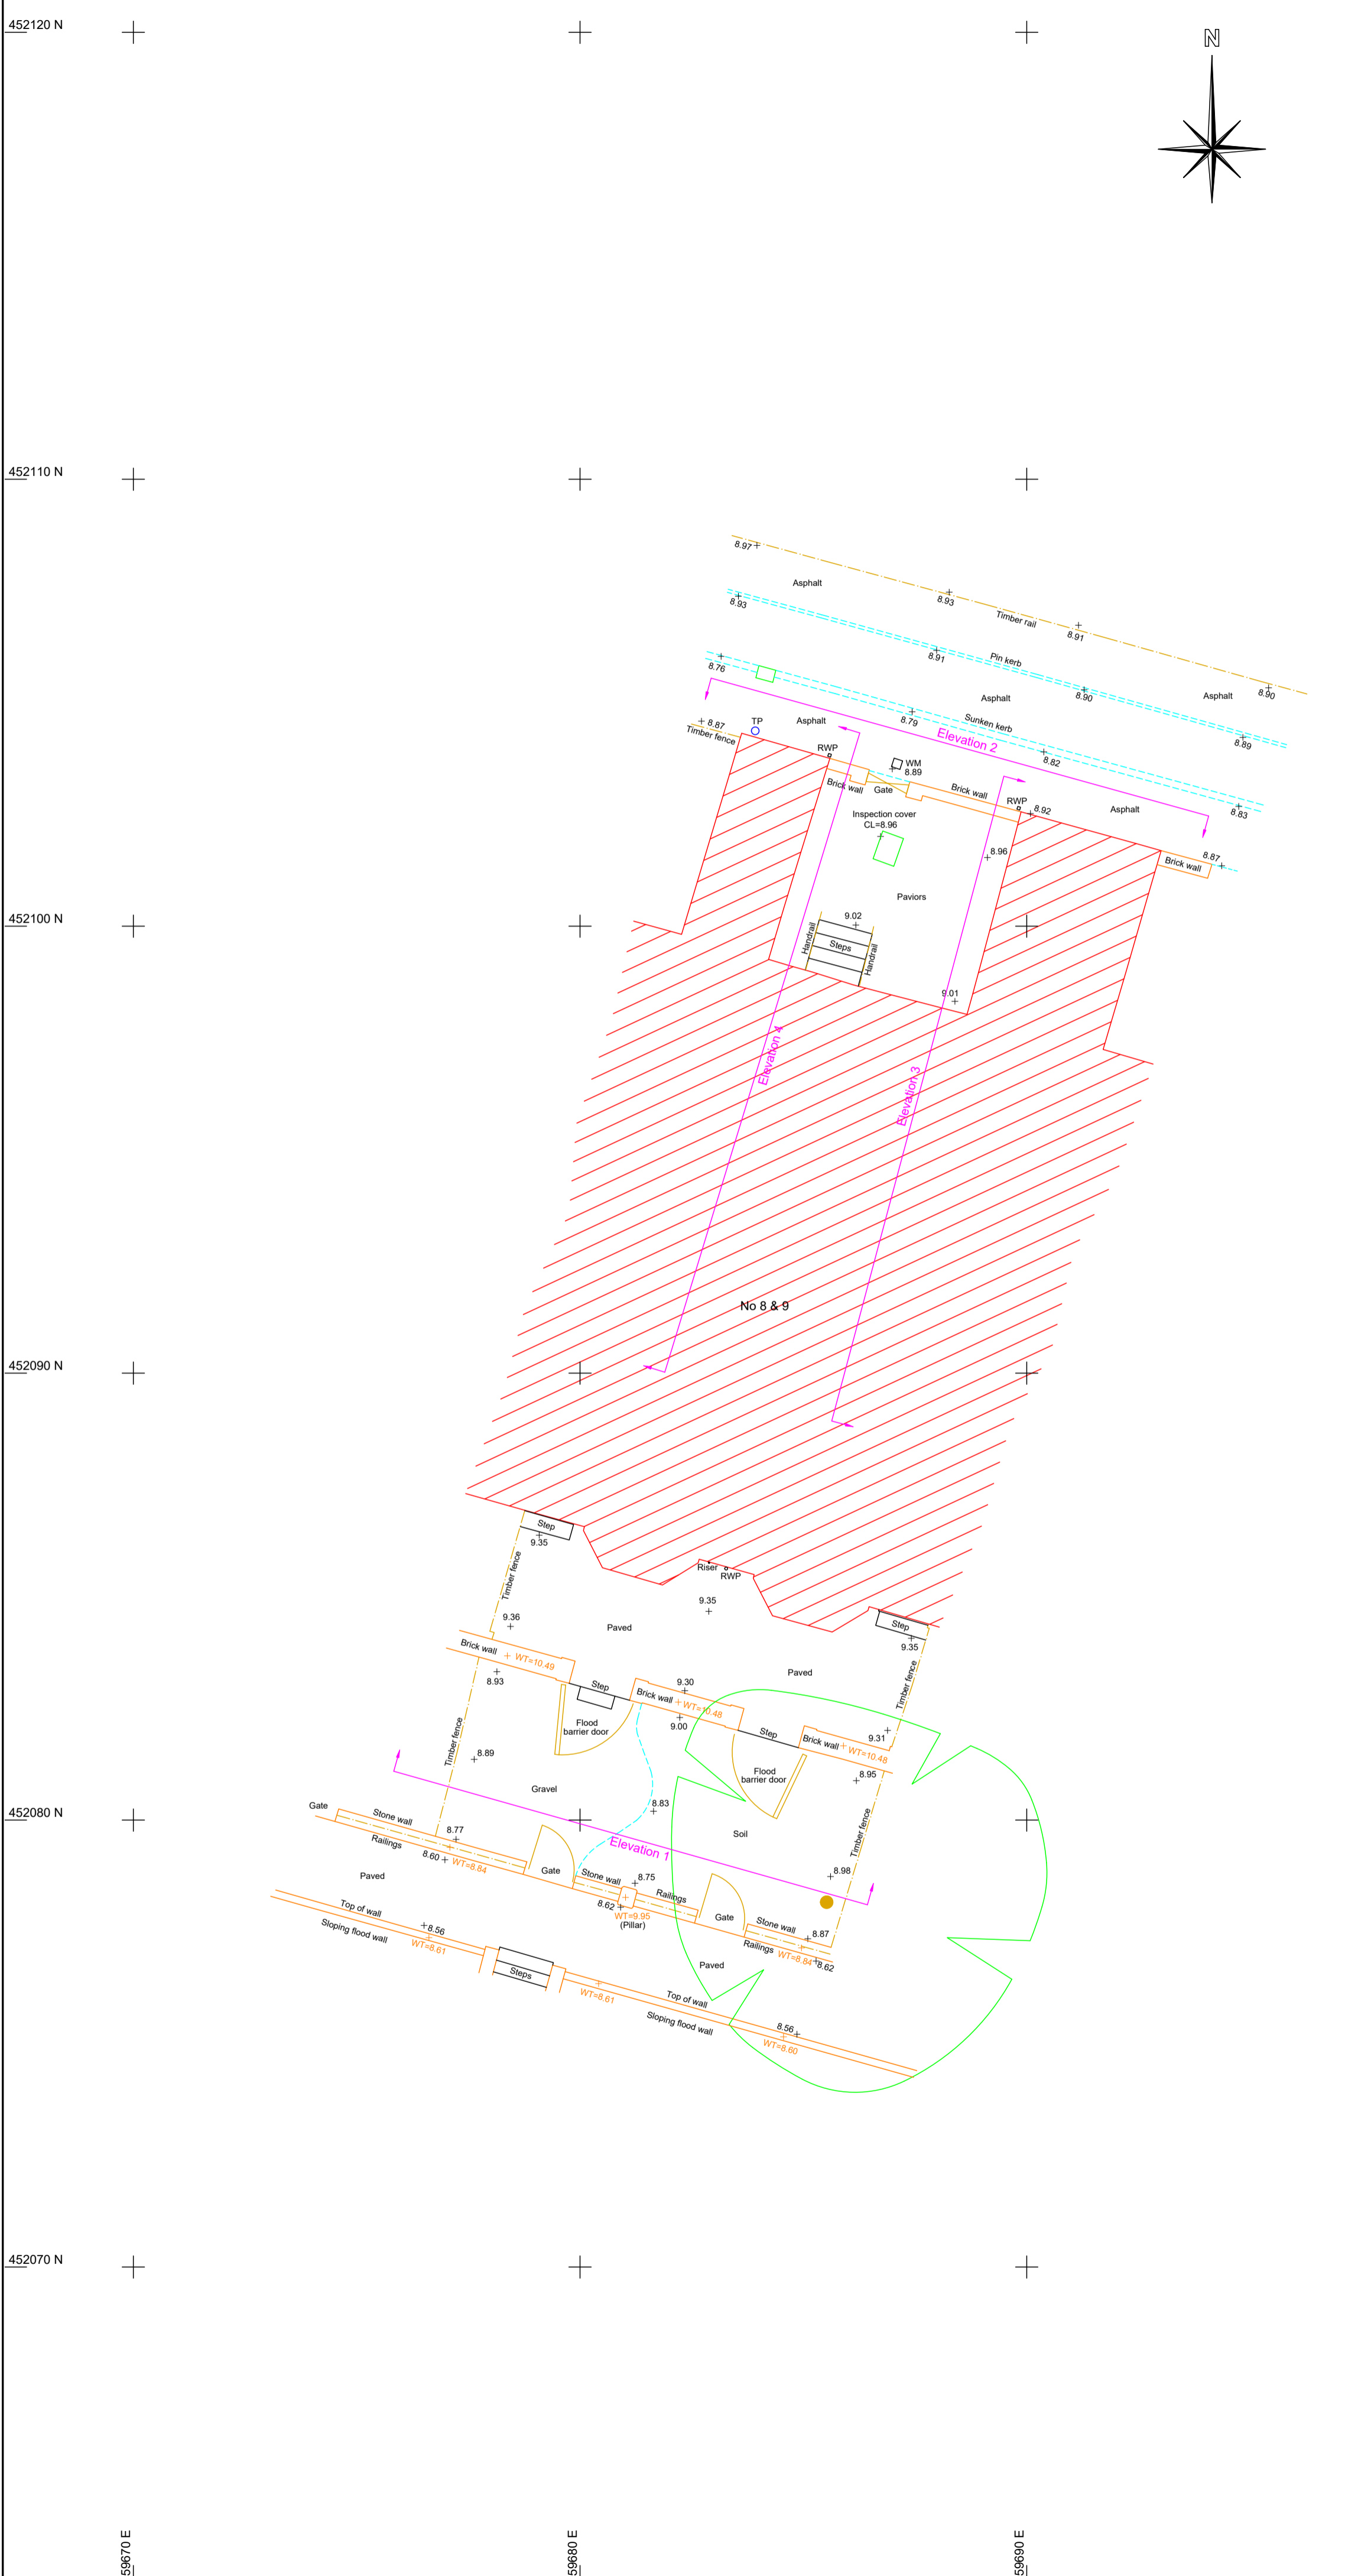 452120 N
N
452110 N
8.97
Asphalt
8.93
8.93
Timber rail
8.91
8.91
Pin kerb
8.76
8.90
8.90
Asphalt
Asphalt
8.87
TP
Asphalt
8.79
Sunken kerb
Timber fence
Elevation 2
8.89
RWP
WM
8.89
8.82
Brick wall
Gate
Brick wall
RWP
8.92
Asphalt
8.83
Inspection cover
CL=8.96
8.96
8.87
Brick wall
Paviors
452100 N
9.02
Handrail
Steps
Handrail
9.01
Elevation 4
Elevation 3
No 8 & 9
452090 N
Step
9.35
Timber fence
Riser
RWP
9.35
9.36
Paved
Step
9.35
Brick wall
WT=10.49
Paved
Timber fence
8.93
Step
9.30
Brick wall
WT=10.48
9.00
Flood
barrier door
Step
9.31
Brick wall
WT=10.48
Timber fence
8.89
Flood
barrier door
8.95
Gravel
452080 N
Gate
Stone wall
8.83
Railings
8.77
Soil
Timber fence
Elevation 1
8.60
WT=8.84
Gate
Paved
Stone wall
8.75
Railings
8.98
8.62
WT=9.95
(Pillar)
Gate
Stone wall
8.87
Top of wall
Sloping flood wall
8.56
WT=8.61
Railings
WT=8.84
8.62
Paved
Steps
WT=8.61
Top of wall
Sloping flood wall
8.56
WT=8.60
452070 N
59670 E
59680 E
59690 E